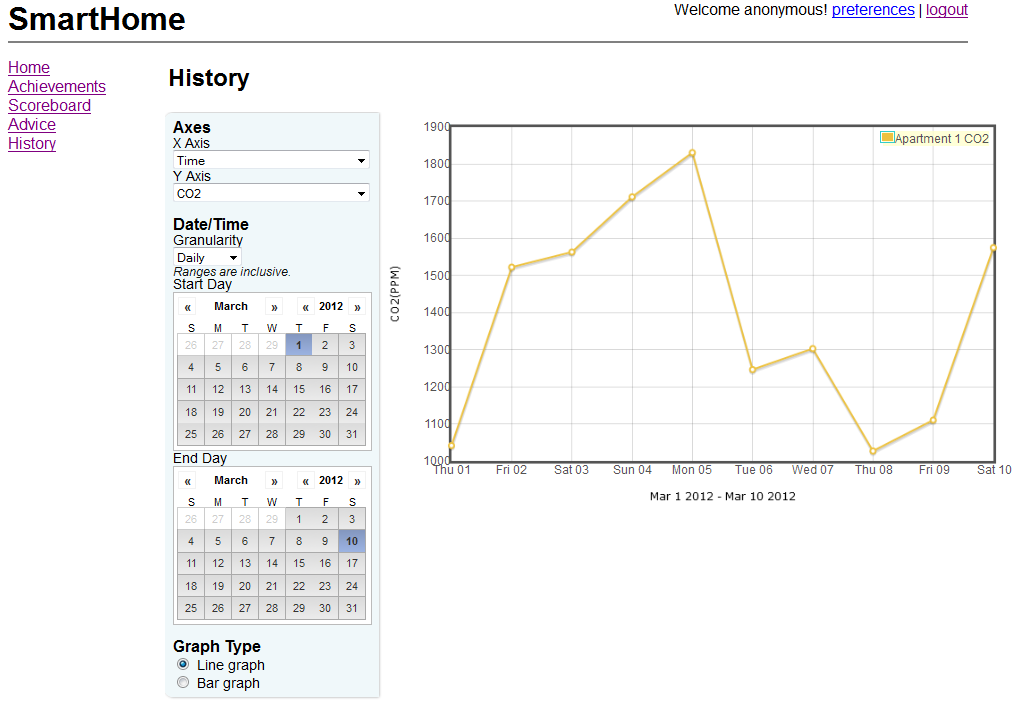 SmartHome
Welcome anonymous! preferences | logout
Home
Achievements
Scoreboard
Advice
History
History
Axes
X Axis
Time
Y Axis
CO2
Date/Time
Granularity
Daily
Ranges are inclusive.
Start Day
« March » « 2012 »
S M T W T F S
26 27 28 29 1 2 3
4 5 6 7 8 9 10
11 12 13 14 15 16 17
18 19 20 21 22 23 24
25 26 27 28 29 30 31
End Day
« March » « 2012 »
S M T W T F S
26 27 28 29 1 2 3
4 5 6 7 8 9 10
11 12 13 14 15 16 17
18 19 20 21 22 23 24
25 26 27 28 29 30 31
Graph Type
Line graph
Bar graph
CO2(PPM)
1900
1800
1700
1600
1500
1400
1300
1200
1100
1000
Apartment 1 CO2
Thu 01 Fri 02 Sat 03 Sun 04 Mon 05 Tue 06 Wed 07 Thu 08 Fri 09 Sat 10
Mar 1 2012 - Mar 10 2012